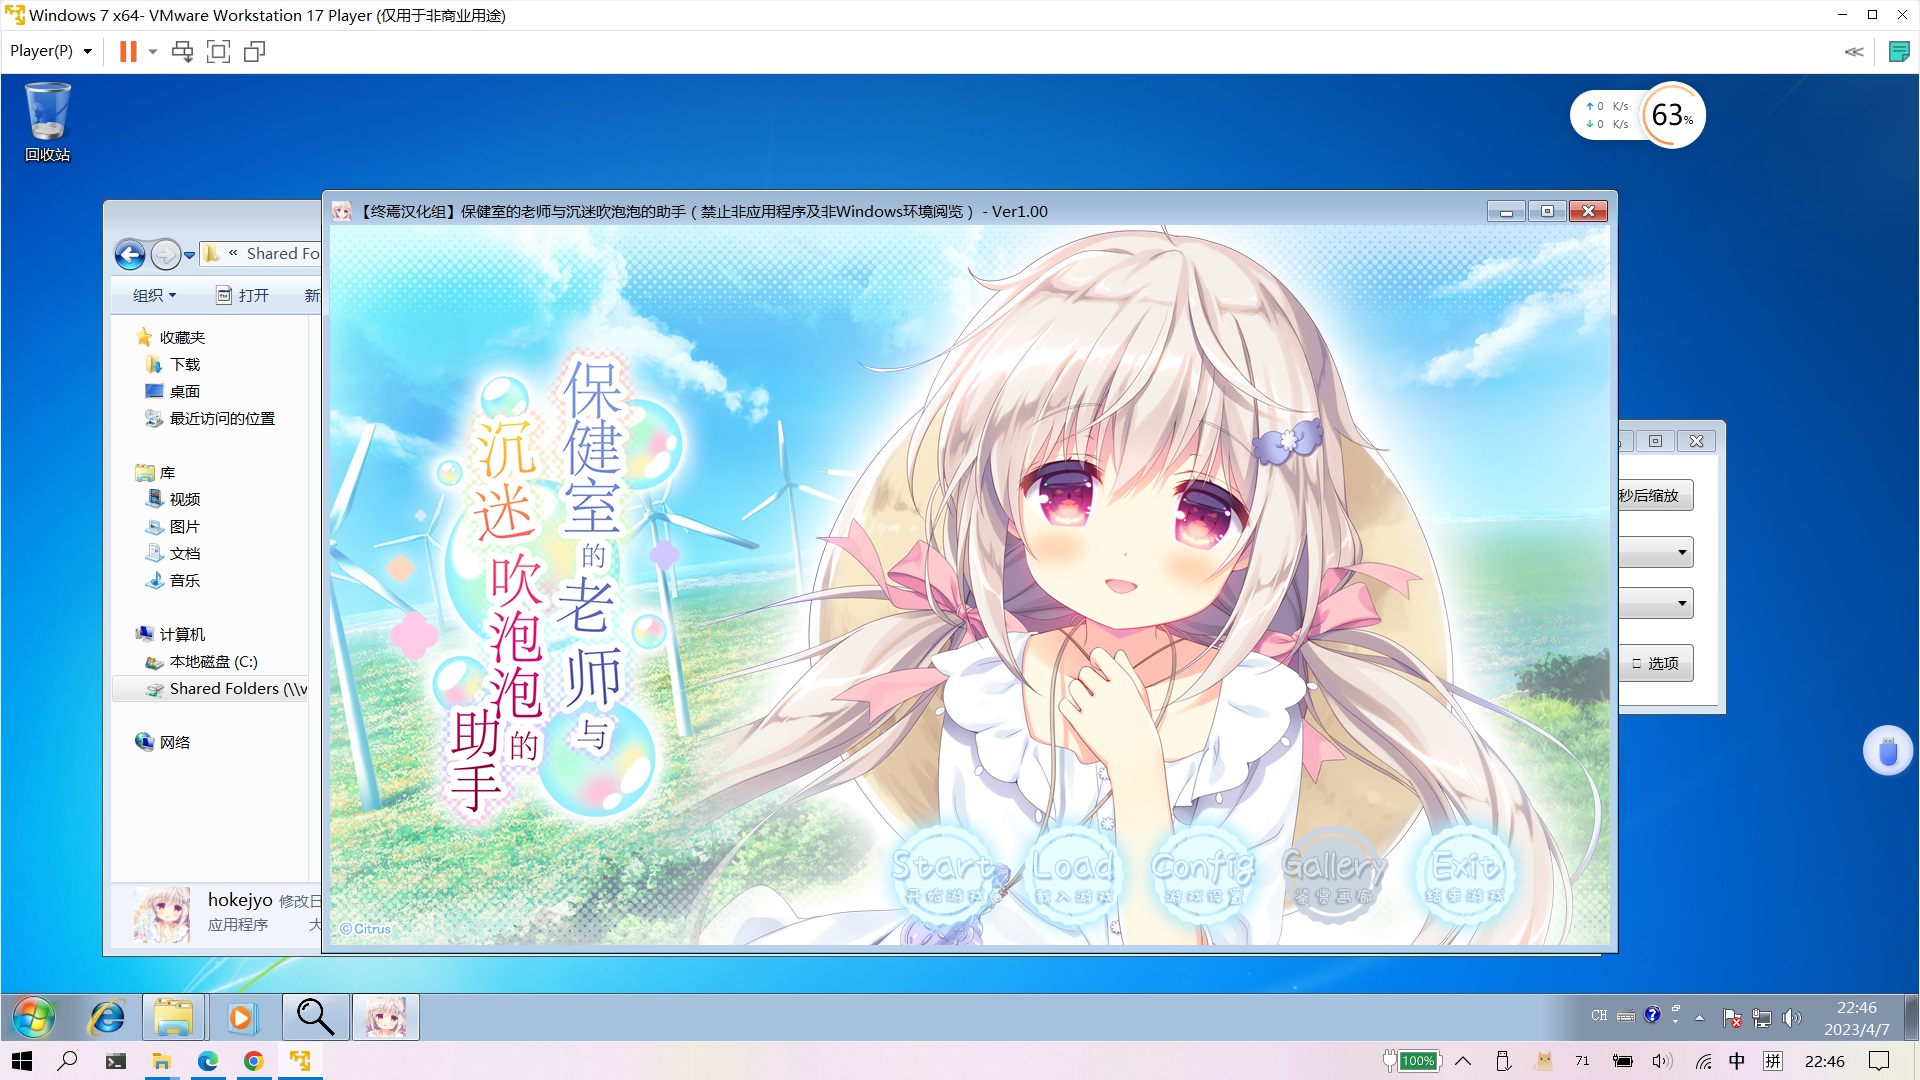 Windows 7 x64- VMware Workstation 17 Player (仅用于非商业用途)
Player(P)
回收站
0 K/s
0 K/s
63%
【终焉汉化组】保健室的老师与沉迷吹泡泡的助手（禁止非应用程序及非Windows环境阅览） - Ver1.00
« Shared Fo
组织
打开
新
收藏夹
下载
桌面
最近访问的位置
库
视频
图片
文档
音乐
计算机
本地磁盘 (C:)
Shared Folders (\\v
网络
hokejyo 修改日
应用程序 大
保健室的老师与
沉迷吹泡泡的助手
Start
开始游戏
Load
载入游戏
Config
游戏设置
Gallery
鉴赏画廊
Exit
结束游戏
©Citrus
秒后缩放
选项
CH
22:46
2023/4/7
100%
71
中
拼
22:46